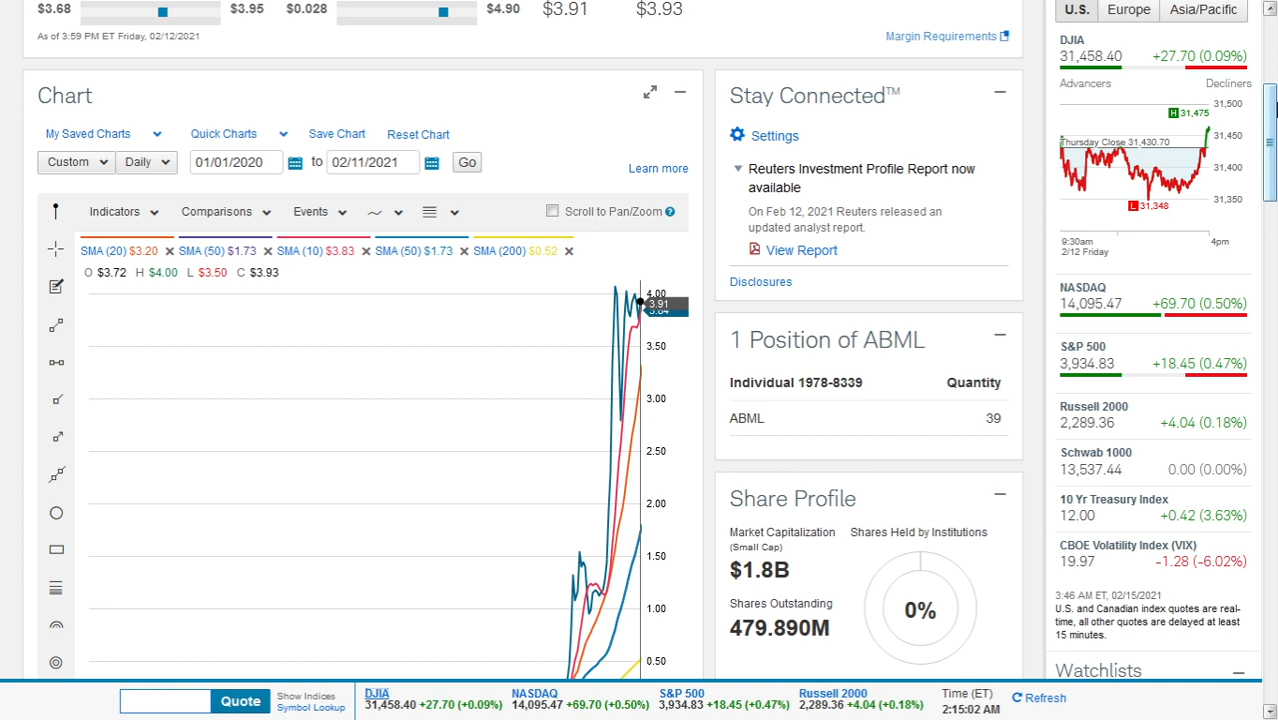 $3.68 $3.95 $0.028 $4.90 $3.91 $3.93
As of 3:59 PM ET Friday, 02/12/2021
Margin Requirements
Chart
My Saved Charts Quick Charts Save Chart Reset Chart
Custom Daily 01/01/2020 to 02/11/2021 Go
Learn more
Indicators Comparisons Events Scroll to Pan/Zoom ?
SMA (20) $3.20 SMA (50) $1.73 SMA (10) $3.83 SMA (50) $1.73 SMA (200) $0.52
O $3.72 H $4.00 L $3.50 C $3.93
4.00
3.91
3.84
3.50
3.00
2.50
2.00
1.50
1.00
0.50
Stay Connected™
Settings
Reuters Investment Profile Report now
available
On Feb 12, 2021 Reuters released an
updated analyst report.
View Report
Disclosures
1 Position of ABML
Individual 1978-8339 Quantity
ABML 39
Share Profile
Market Capitalization
(Small Cap)
$1.8B
Shares Outstanding
479.890M
Shares Held by Institutions
0%
U.S. Europe Asia/Pacific
DJIA
31,458.40 +27.70 (0.09%)
Advancers Decliners
31,500
H 31,475
31,450
Thursday Close 31,430.70
31,400
31,350
L 31,348
9:30am 4pm
2/12 Friday
NASDAQ
14,095.47 +69.70 (0.50%)
S&P 500
3,934.83 +18.45 (0.47%)
Russell 2000
2,289.36 +4.04 (0.18%)
Schwab 1000
13,537.44 0.00 (0.00%)
10 Yr Treasury Index
12.00 +0.42 (3.63%)
CBOE Volatility Index (VIX)
19.97 -1.28 (-6.02%)
3:46 AM ET, 02/15/2021
U.S. and Canadian index quotes are real-
time, all other quotes are delayed at least
15 minutes.
Watchlists
Quote
Show Indices
Symbol Lookup
DJIA
31,458.40 +27.70 (+0.09%)
NASDAQ
14,095.47 +69.70 (+0.50%)
S&P 500
3,934.83 +18.45 (+0.47%)
Russell 2000
2,289.36 +4.04 (+0.18%)
Time (ET)
2:15:02 AM
Refresh